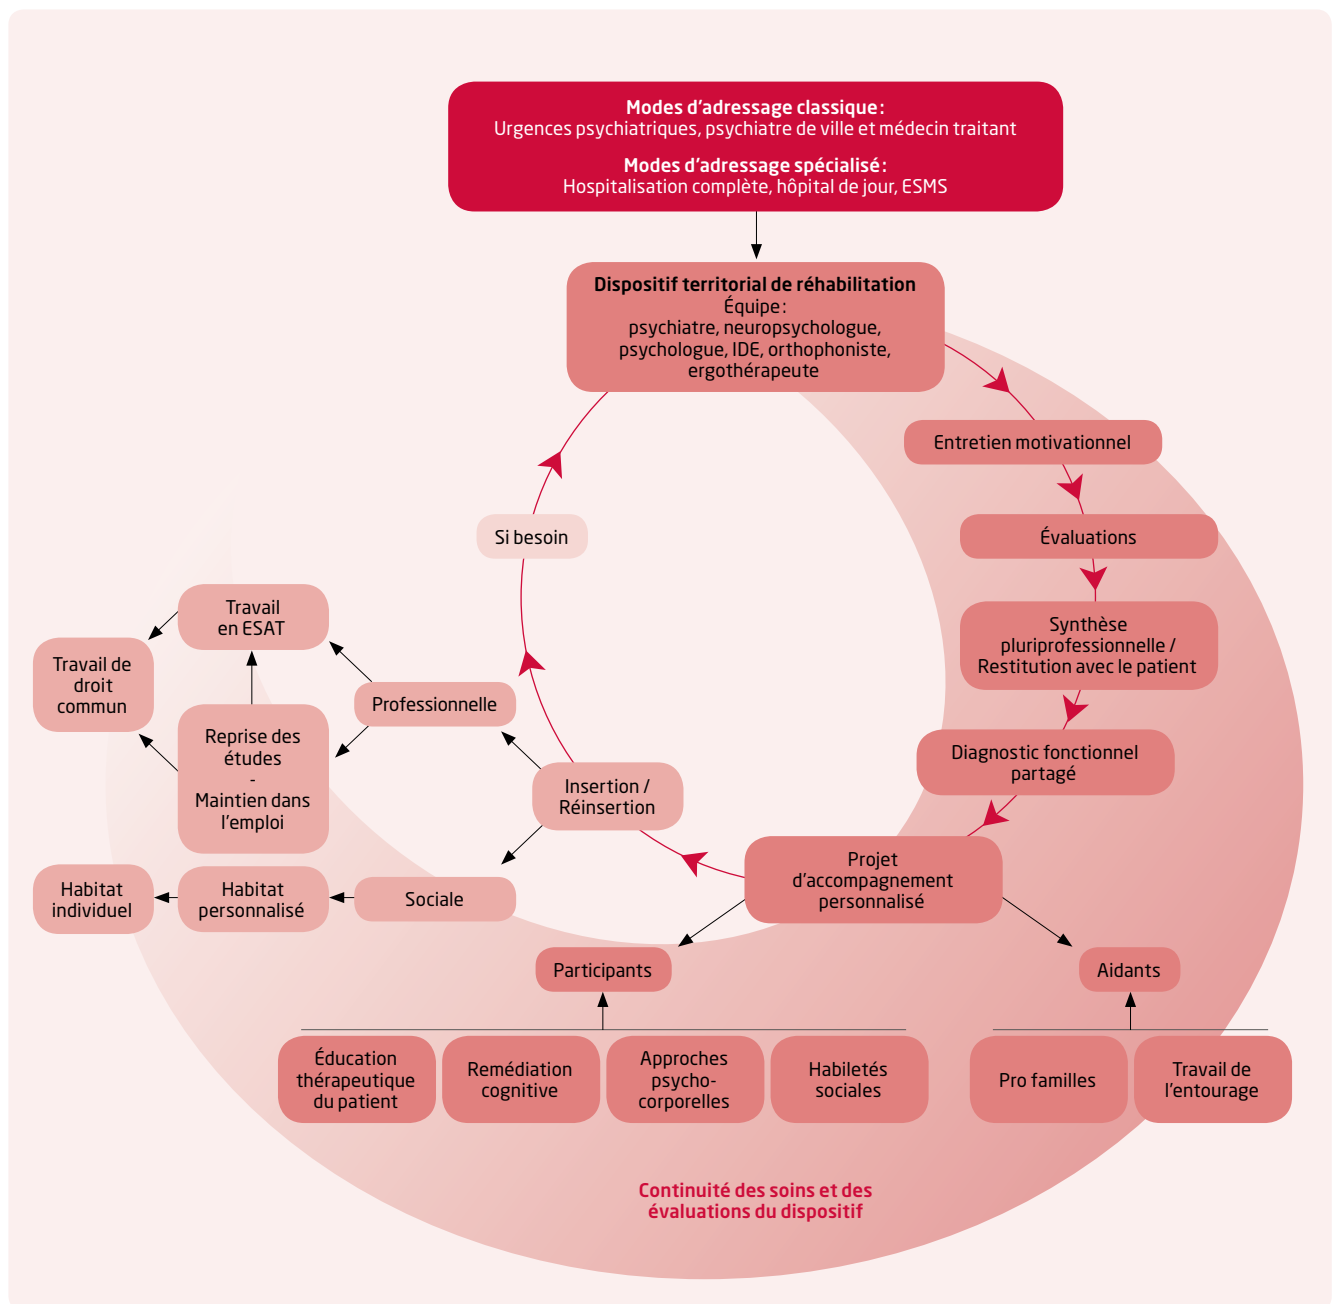 Modes d'adressage classique:
Urgences psychiatriques, psychiatre de ville et médecin traitant
Modes d'adressage spécialisé:
Hospitalisation complète, hôpital de jour, ESMS
Dispositif territorial de réhabilitation
Équipe:
psychiatre, neuropsychologue,
psychologue, IDE, orthophoniste,
ergothérapeute
Entretien motivationnel
Évaluations
Synthèse
pluriprofessionnelle /
Restitution avec le patient
Diagnostic fonctionnel
partagé
Projet
d'accompagnement
personnalisé
Si besoin
Insertion /
Réinsertion
Professionnelle
Travail
en ESAT
Travail de
droit
commun
Reprise des
études
-
Maintien dans
l'emploi
Sociale
Habitat
personnalisé
Habitat
individuel
Participants
Aidants
Éducation
thérapeutique
du patient
Remédiation
cognitive
Approches
psycho-
corporelles
Habiletés
sociales
Pro familles
Travail de
l'entourage
Continuité des soins et des
évaluations du dispositif